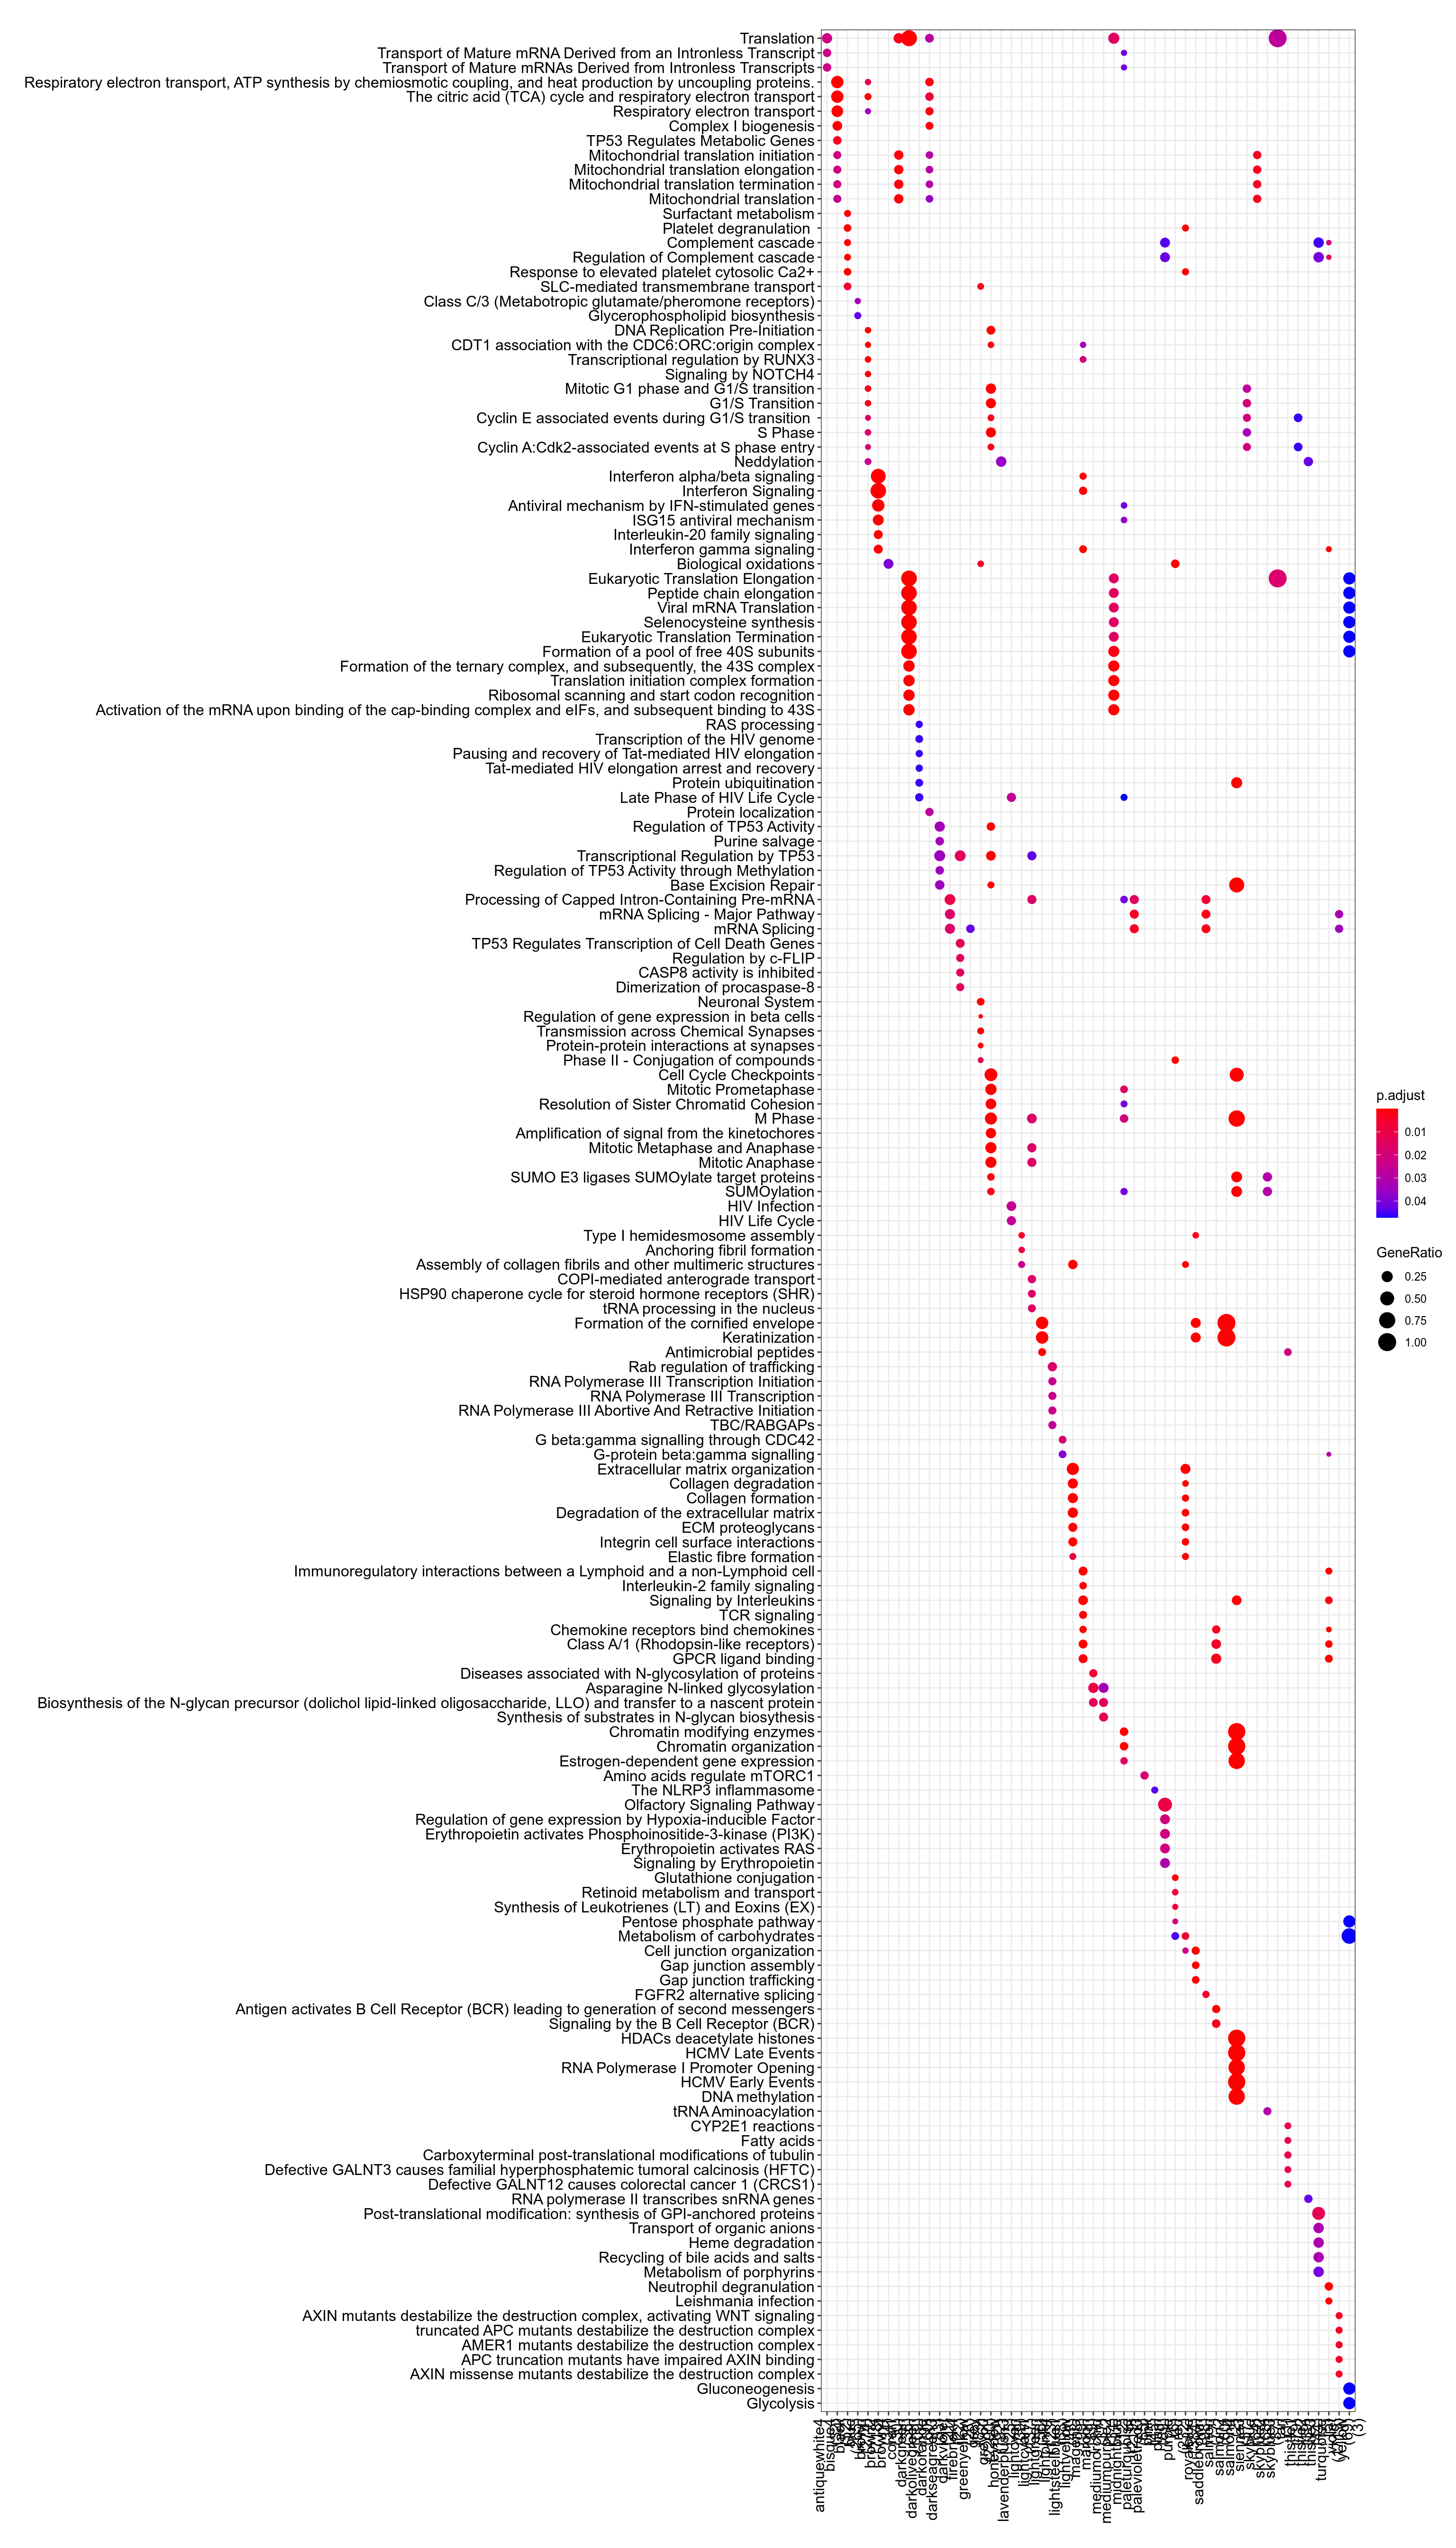 Translation
Transport of Mature mRNA Derived from an Intronless Transcript
Transport of Mature mRNAs Derived from Intronless Transcripts
Respiratory electron transport, ATP synthesis by chemiosmotic coupling, and heat production by uncoupling proteins.
The citric acid (TCA) cycle and respiratory electron transport
Respiratory electron transport
Complex I biogenesis
TP53 Regulates Metabolic Genes
Mitochondrial translation initiation
Mitochondrial translation elongation
Mitochondrial translation termination
Mitochondrial translation
Surfactant metabolism
Platelet degranulation
Complement cascade
Regulation of Complement cascade
Response to elevated platelet cytosolic Ca2+
SLC-mediated transmembrane transport
Class C/3 (Metabotropic glutamate/pheromone receptors)
Glycerophospholipid biosynthesis
DNA Replication Pre-Initiation
CDT1 association with the CDC6:ORC:origin complex
Transcriptional regulation by RUNX3
Signaling by NOTCH4
Mitotic G1 phase and G1/S transition
G1/S Transition
Cyclin E associated events during G1/S transition
S Phase
Cyclin A:Cdk2-associated events at S phase entry
Neddylation
Interferon alpha/beta signaling
Interferon Signaling
Antiviral mechanism by IFN-stimulated genes
ISG15 antiviral mechanism
Interleukin-20 family signaling
Interferon gamma signaling
Biological oxidations
Eukaryotic Translation Elongation
Peptide chain elongation
Viral mRNA Translation
Selenocysteine synthesis
Eukaryotic Translation Termination
Formation of a pool of free 40S subunits
Formation of the ternary complex, and subsequently, the 43S complex
Translation initiation complex formation
Ribosomal scanning and start codon recognition
Activation of the mRNA upon binding of the cap-binding complex and eIFs, and subsequent binding to 43S
RAS processing
Transcription of the HIV genome
Pausing and recovery of Tat-mediated HIV elongation
Tat-mediated HIV elongation arrest and recovery
Protein ubiquitination
Late Phase of HIV Life Cycle
Protein localization
Regulation of TP53 Activity
Purine salvage
Transcriptional Regulation by TP53
Regulation of TP53 Activity through Methylation
Base Excision Repair
Processing of Capped Intron-Containing Pre-mRNA
mRNA Splicing - Major Pathway
mRNA Splicing
TP53 Regulates Transcription of Cell Death Genes
Regulation by c-FLIP
CASP8 activity is inhibited
Dimerization of procaspase-8
Neuronal System
Regulation of gene expression in beta cells
Transmission across Chemical Synapses
Protein-protein interactions at synapses
Phase II - Conjugation of compounds
Cell Cycle Checkpoints
Mitotic Prometaphase
Resolution of Sister Chromatid Cohesion
M Phase
Amplification of signal from the kinetochores
Mitotic Metaphase and Anaphase
Mitotic Anaphase
SUMO E3 ligases SUMOylate target proteins
SUMOylation
HIV Infection
HIV Life Cycle
Type I hemidesmosome assembly
Anchoring fibril formation
Assembly of collagen fibrils and other multimeric structures
COPI-mediated anterograde transport
HSP90 chaperone cycle for steroid hormone receptors (SHR)
tRNA processing in the nucleus
Formation of the cornified envelope
Keratinization
Antimicrobial peptides
Rab regulation of trafficking
RNA Polymerase III Transcription Initiation
RNA Polymerase III Transcription
RNA Polymerase III Abortive And Retractive Initiation
TBC/RABGAPs
G beta:gamma signalling through CDC42
G-protein beta:gamma signalling
Extracellular matrix organization
Collagen degradation
Collagen formation
Degradation of the extracellular matrix
ECM proteoglycans
Integrin cell surface interactions
Elastic fibre formation
Immunoregulatory interactions between a Lymphoid and a non-Lymphoid cell
Interleukin-2 family signaling
Signaling by Interleukins
TCR signaling
Chemokine receptors bind chemokines
Class A/1 (Rhodopsin-like receptors)
GPCR ligand binding
Diseases associated with N-glycosylation of proteins
Asparagine N-linked glycosylation
Biosynthesis of the N-glycan precursor (dolichol lipid-linked oligosaccharide, LLO) and transfer to a nascent protein
Synthesis of substrates in N-glycan biosythesis
Chromatin modifying enzymes
Chromatin organization
Estrogen-dependent gene expression
Amino acids regulate mTORC1
The NLRP3 inflammasome
Olfactory Signaling Pathway
Regulation of gene expression by Hypoxia-inducible Factor
Erythropoietin activates Phosphoinositide-3-kinase (PI3K)
Erythropoietin activates RAS
Signaling by Erythropoietin
Glutathione conjugation
Retinoid metabolism and transport
Synthesis of Leukotrienes (LT) and Eoxins (EX)
Pentose phosphate pathway
Metabolism of carbohydrates
Cell junction organization
Gap junction assembly
Gap junction trafficking
FGFR2 alternative splicing
Antigen activates B Cell Receptor (BCR) leading to generation of second messengers
Signaling by the B Cell Receptor (BCR)
HDACs deacetylate histones
HCMV Late Events
RNA Polymerase I Promoter Opening
HCMV Early Events
DNA methylation
tRNA Aminoacylation
CYP2E1 reactions
Fatty acids
Carboxyterminal post-translational modifications of tubulin
Defective GALNT3 causes familial hyperphosphatemic tumoral calcinosis (HFTC)
Defective GALNT12 causes colorectal cancer 1 (CRCS1)
RNA polymerase II transcribes snRNA genes
Post-translational modification: synthesis of GPI-anchored proteins
Transport of organic anions
Heme degradation
Recycling of bile acids and salts
Metabolism of porphyrins
Neutrophil degranulation
Leishmania infection
AXIN mutants destabilize the destruction complex, activating WNT signaling
truncated APC mutants destabilize the destruction complex
AMER1 mutants destabilize the destruction complex
APC truncation mutants have impaired AXIN binding
AXIN missense mutants destabilize the destruction complex
Gluconeogenesis
Glycolysis
p.adjust
0.01
0.02
0.03
0.04
GeneRatio
0.25
0.50
0.75
1.00
antiquewhite4
(3)